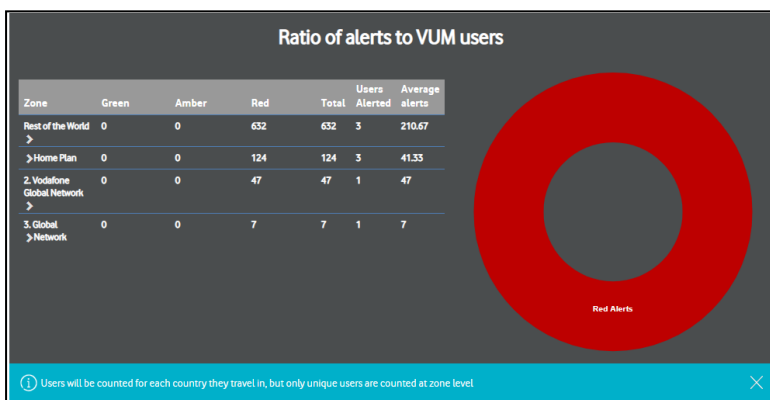 Ratio of alerts to VUM users
Users Average
Zone Green Amber Red Total Alerted alerts
Rest of the World 0 0 632 632 3 210.67
Home Plan 0 0 124 124 3 41.33
2. Vodafone 0 0 47 47 1 47
Global Network
3. Global 0 0 7 7 1 7
Network
Red Alerts
Users will be counted for each country they travel in, but only unique users are counted at zone level